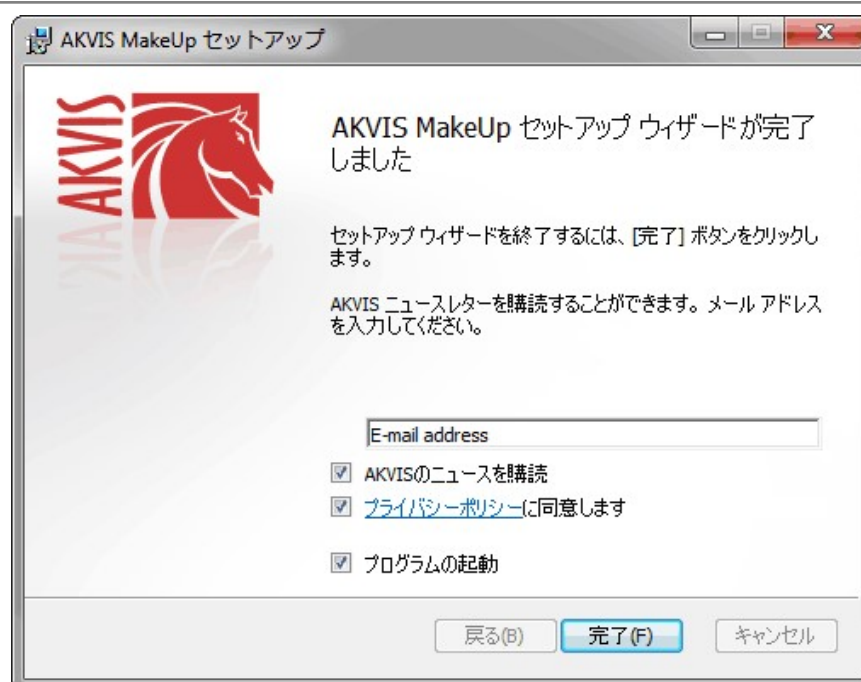 AKVIS MakeUp セットアップ
AKVIS
AKVIS MakeUp セットアップ ウィザードが完了
しました
セットアップ ウィザードを終了するには、[完了] ボタンをクリックし
ます。
AKVIS ニュースレターを購読することができます。メール アドレス
を入力してください。
E-mail address
AKVISのニュースを購読
プライバシーポリシーに同意します
プログラムの起動
戻る(B) 完了(F) キャンセル